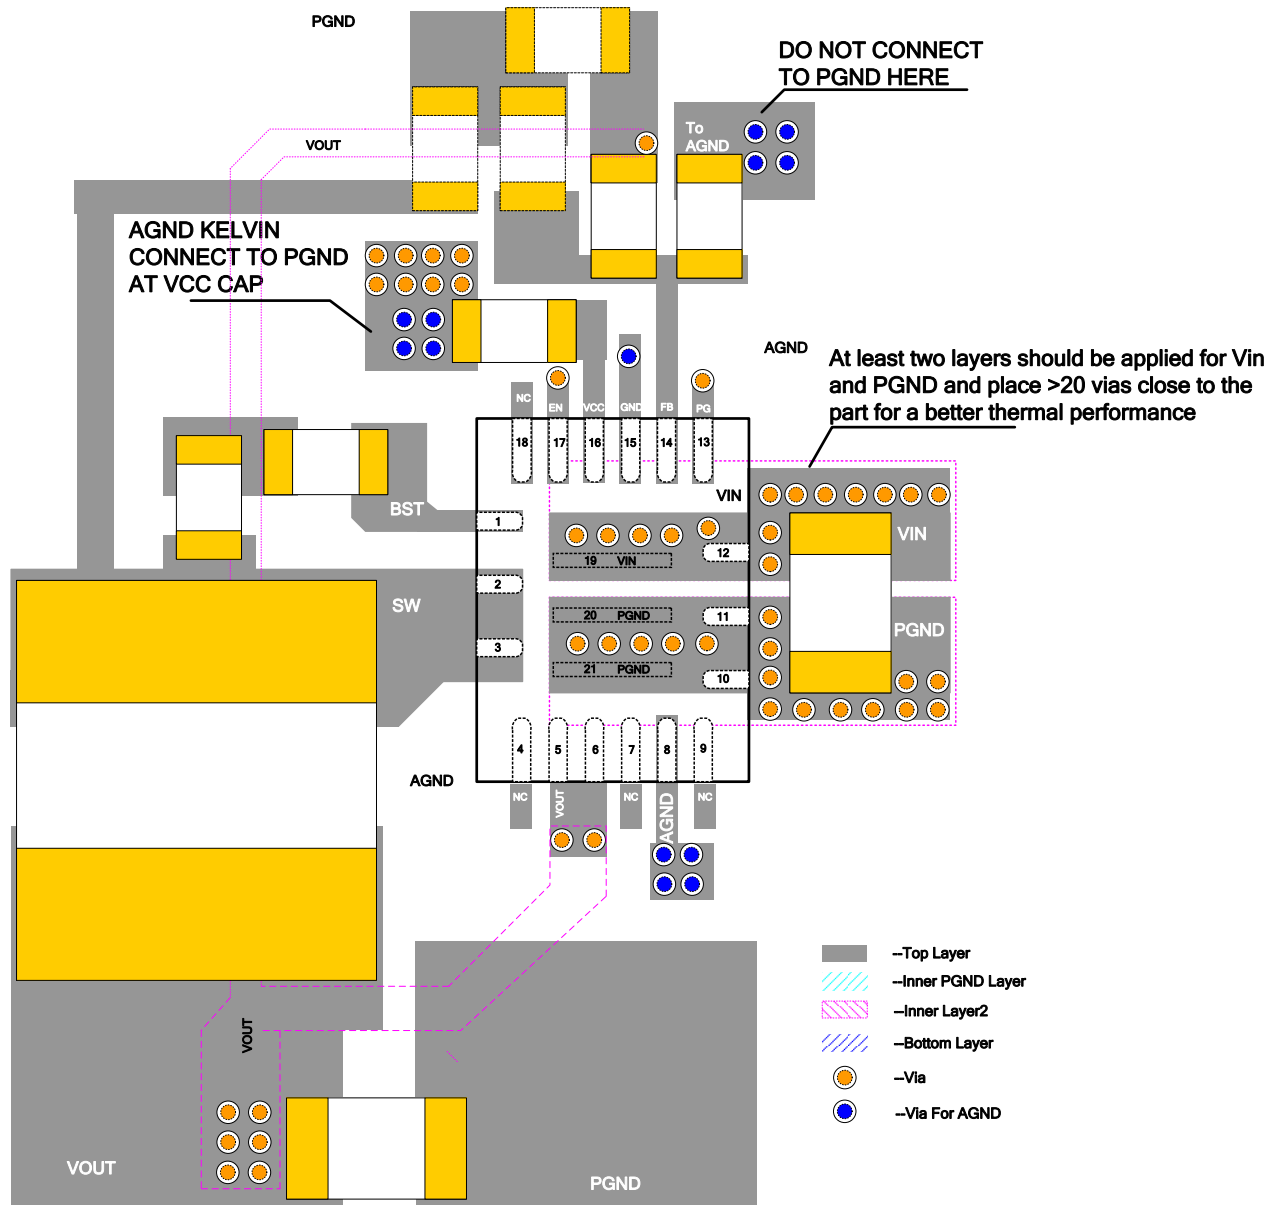 PGND
DO NOT CONNECT
TO PGND HERE
To
AGND
VOUT
AGND KELVIN
CONNECT TO PGND
AT VCC CAP
AGND
At least two layers should be applied for Vin
and PGND and place >20 vias close to the
part for a better thermal performance
NC
EN
VCC
GND
FB
PG
18
17
16
15
14
13
VIN
BST
1
VIN
12
19 VIN
2
SW
20 PGND
11
PGND
3
21 PGND
10
4
5
6
7
8
9
AGND
NC
VOUT
NC
AGND
NC
--Top Layer
--Inner PGND Layer
--Inner Layer2
--Bottom Layer
--Via
--Via For AGND
VOUT
VOUT
PGND